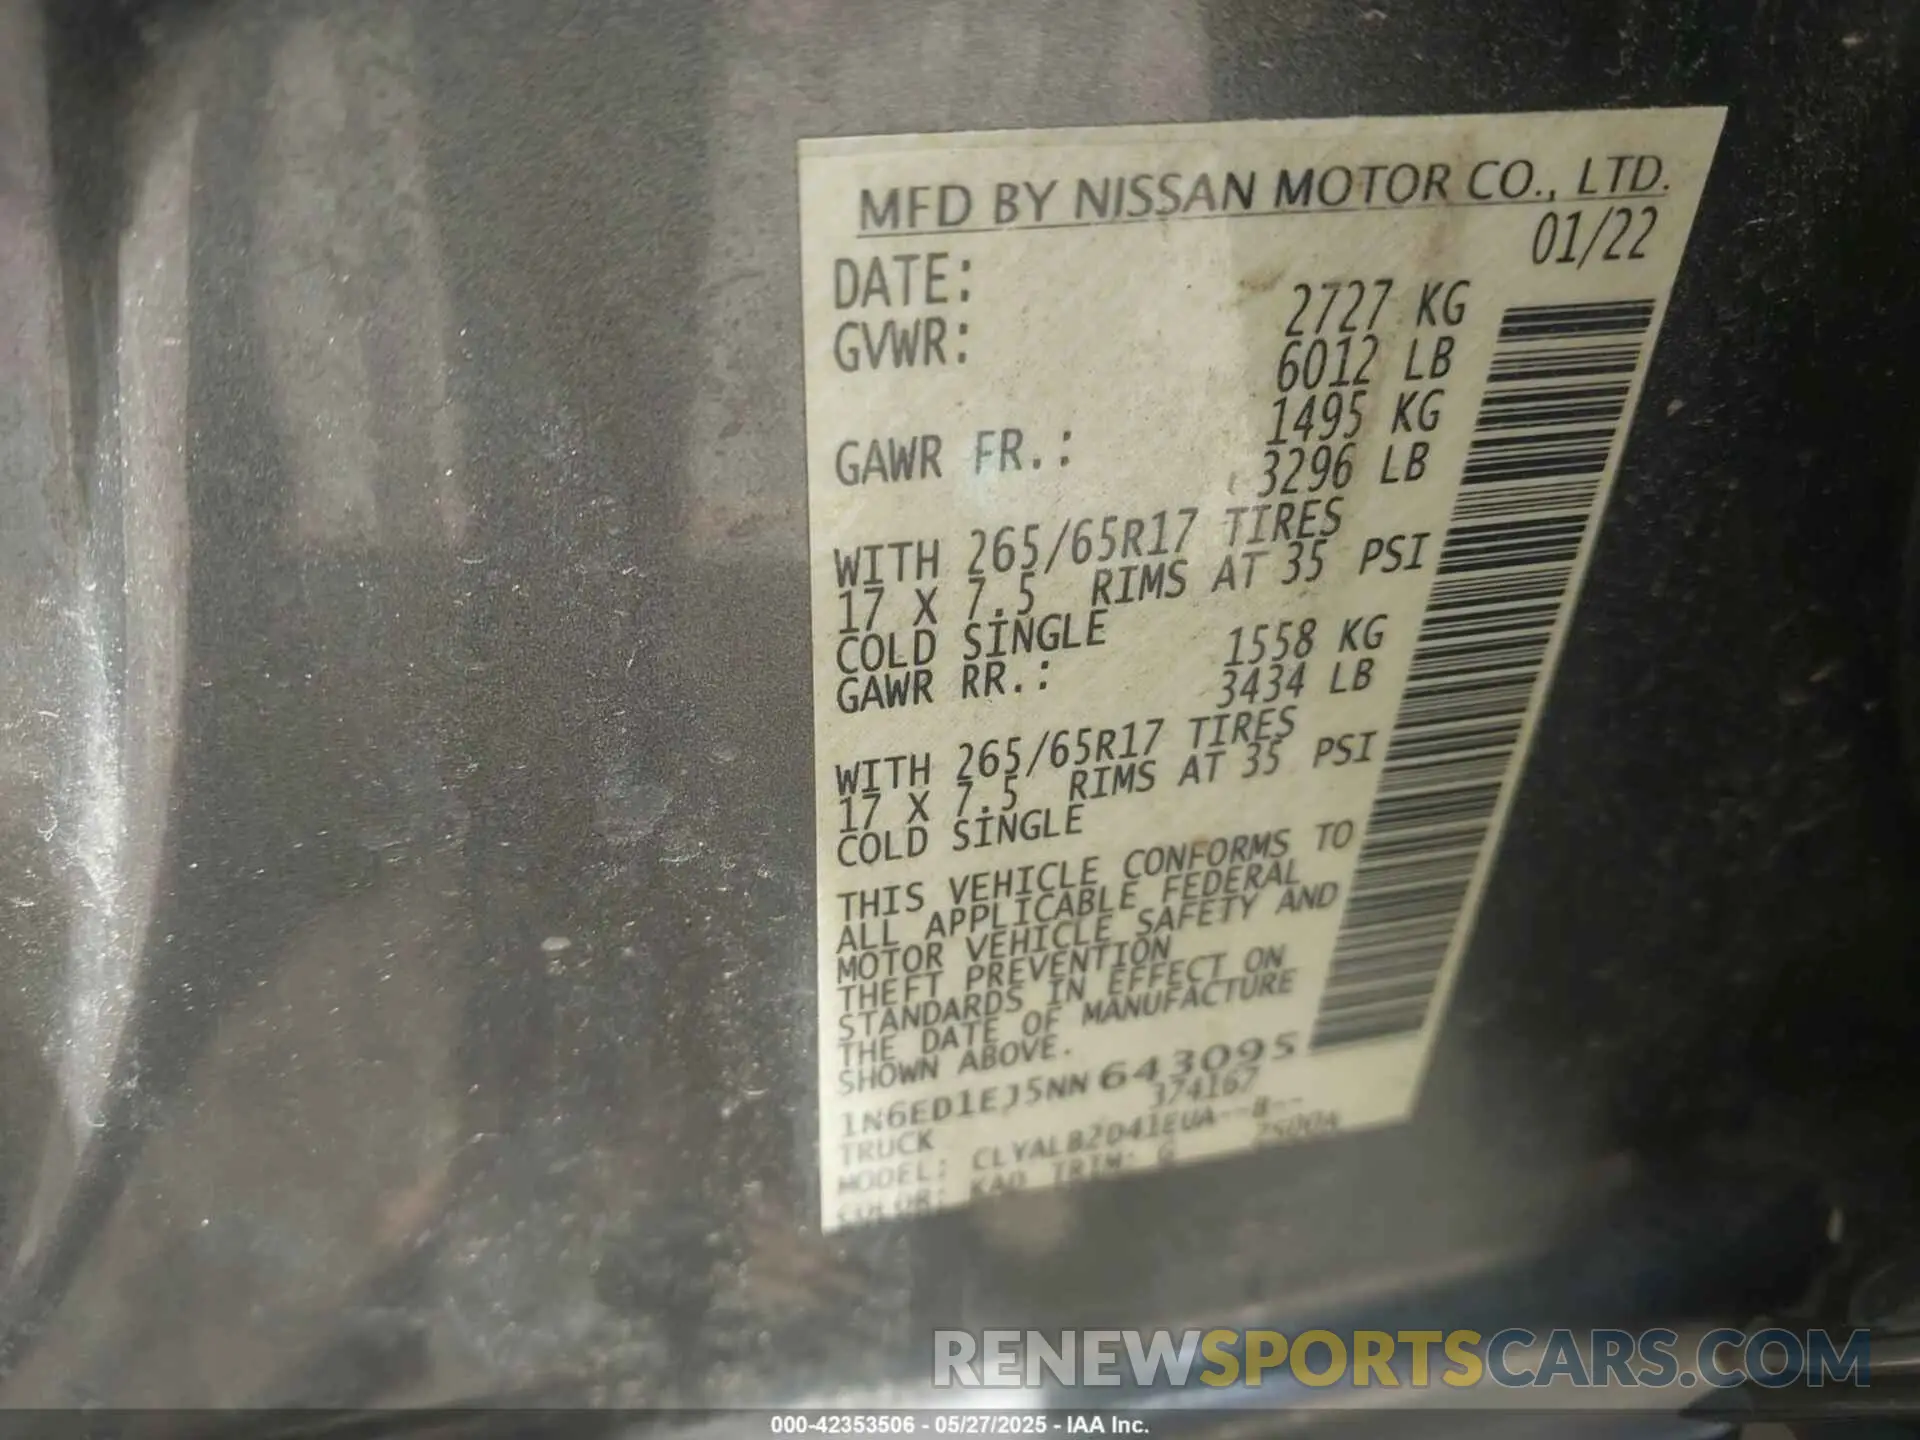 MFD BY NISSAN MOTOR CO., LTD.
DATE: 01/22
GVWR: 2727 KG
6012 LB
GAWR FR.: 1495 KG
3296 LB
WITH 265/65R17 TIRES
17 X 7.5 RIMS AT 35 PSI
COLD SINGLE
GAWR RR.: 1558 KG
3434 LB
WITH 265/65R17 TIRES
17 X 7.5 RIMS AT 35 PSI
COLD SINGLE
THIS VEHICLE CONFORMS TO
ALL APPLICABLE FEDERAL
MOTOR VEHICLE SAFETY AND
THEFT PREVENTION
STANDARDS IN EFFECT ON
THE DATE OF MANUFACTURE
SHOWN ABOVE.
1N6ED1EJ5NN643095
TRUCK 374167
MODEL: CLYALB2D41EUA--B--
COLOR: KAD TRIM: G
RENEWSPORTSCARS.COM
000-42353506 - 05/27/2025 - IAA Inc.